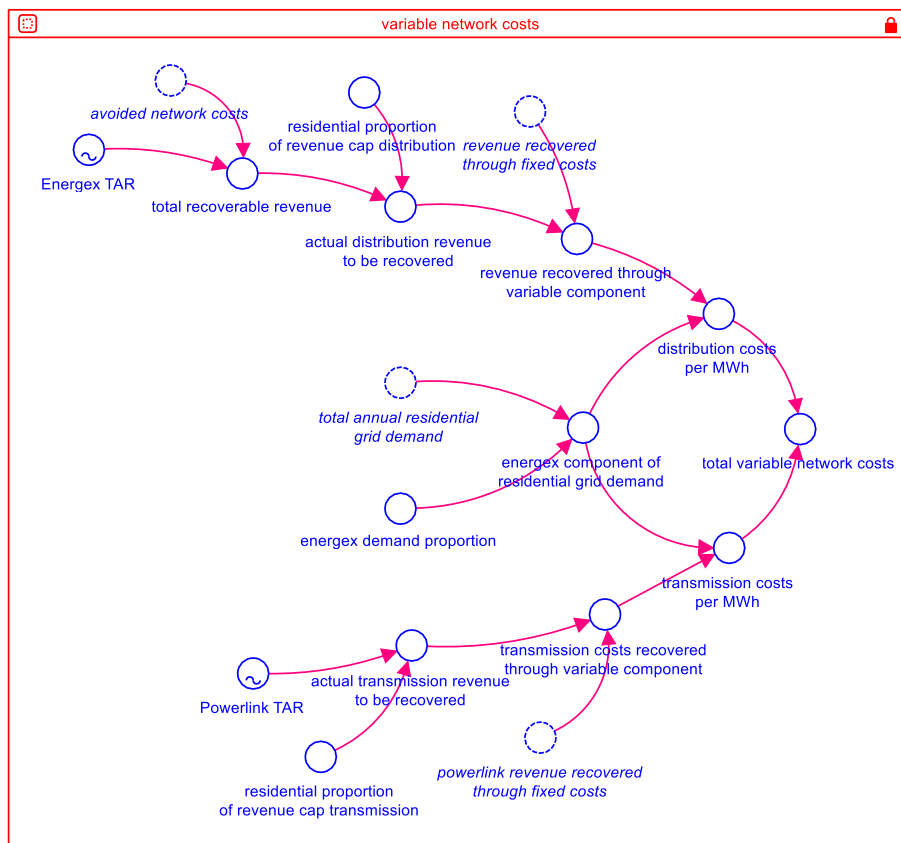 variable network costs
avoided network costs
residential proportion
of revenue cap distribution
revenue recovered
through fixed costs
Energex TAR
total recoverable revenue
actual distribution revenue
to be recovered
revenue recovered through
variable component
distribution costs
per MWh
total annual residential
grid demand
energex component of
residential grid demand
total variable network costs
energex demand proportion
transmission costs
per MWh
transmission costs recovered
through variable component
actual transmission revenue
to be recovered
Powerlink TAR
powerlink revenue recovered
through fixed costs
residential proportion
of revenue cap transmission